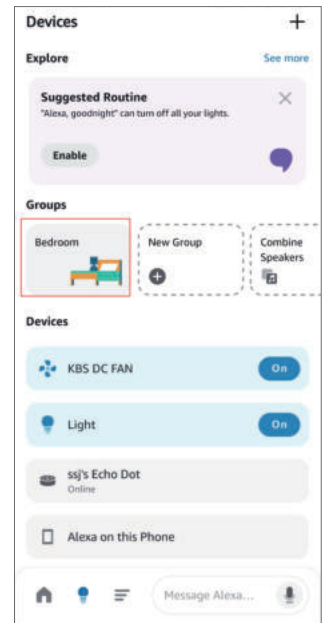 Devices
Explore
See more
Suggested Routine
"Alexa, goodnight" can turn off all your lights.
Enable
Groups
Bedroom
New Group
Combine
Speakers
Devices
KBS DC FAN
On
Light
On
ssj's Echo Dot
Online
Alexa on this Phone
Message Alexa...